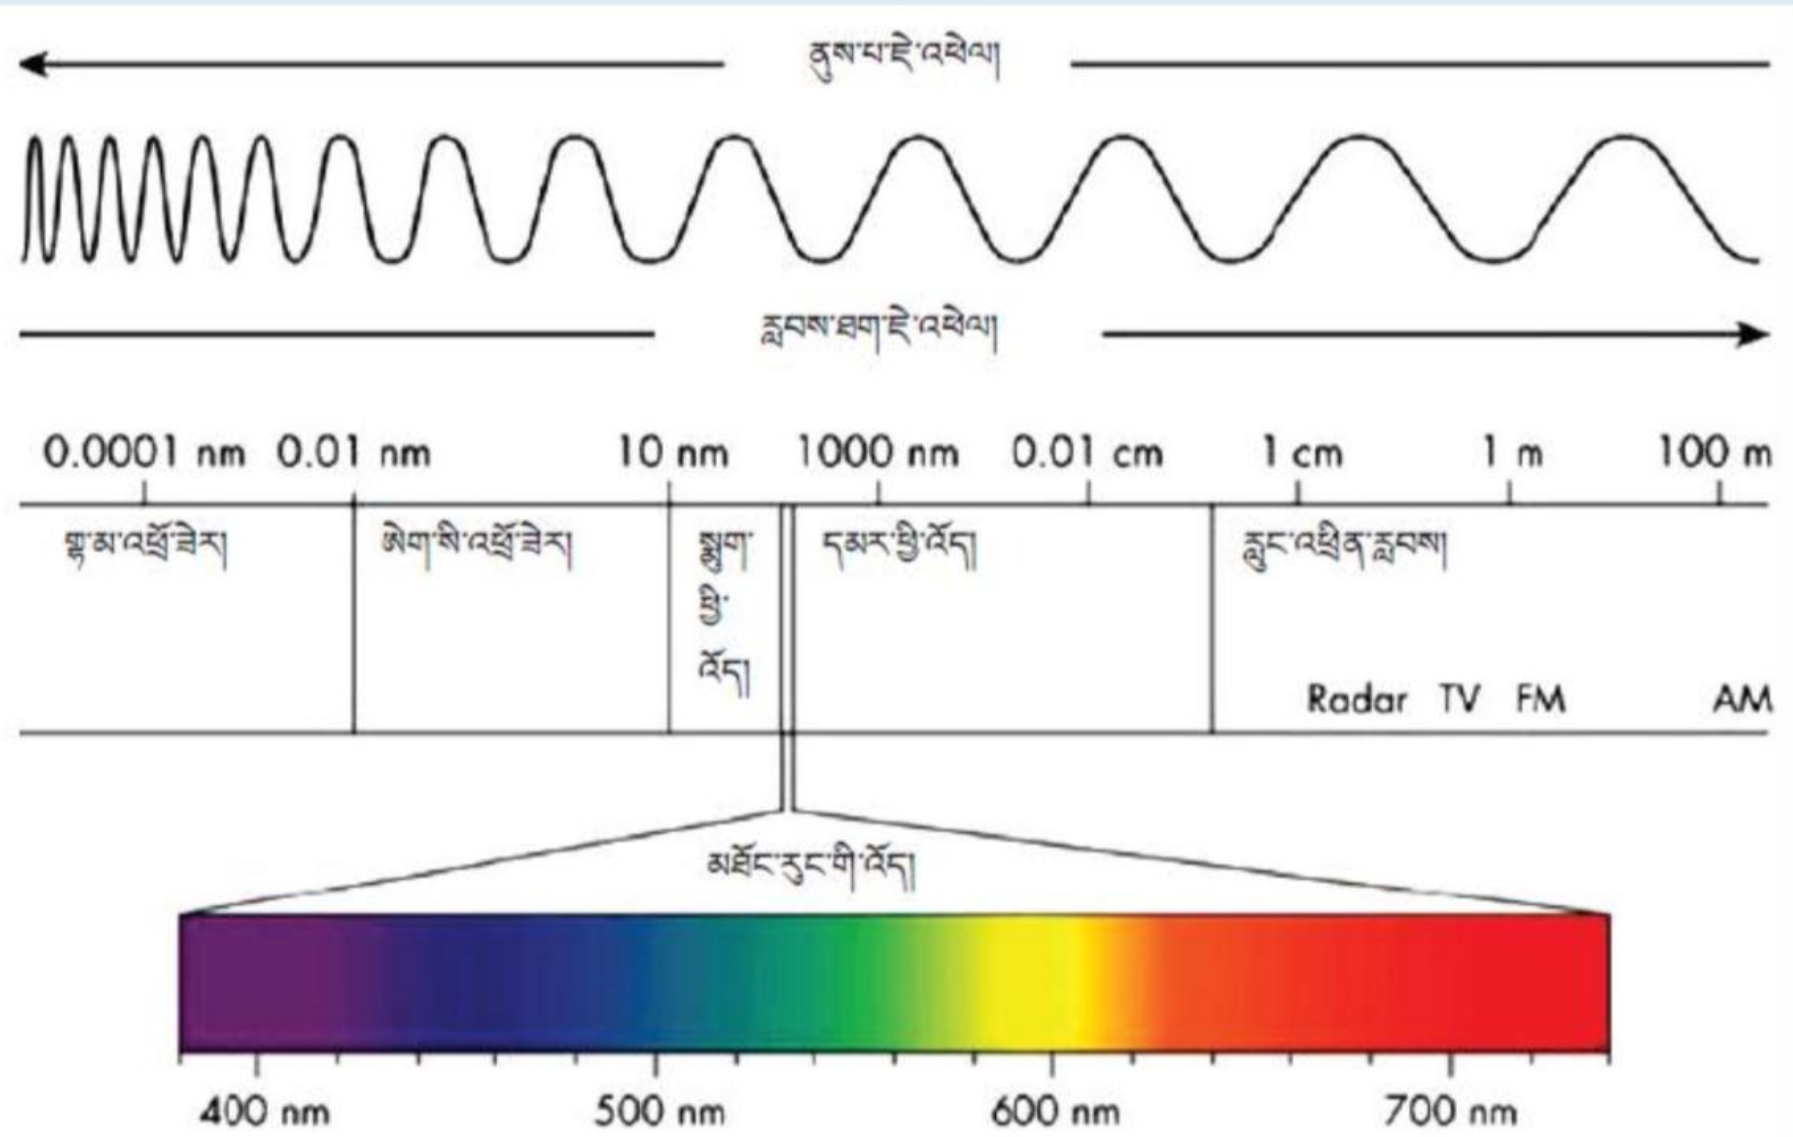 ནུས་པ་ཇེ་འཕེལ།
རླབས་ཐག་ཇེ་འཕེལ།
0.0001 nm 0.01 nm 10 nm 1000 nm 0.01 cm 1 cm 1 m 100 m
གྷ་མ་འཕྲོ་ཟེར། ཨེག་སི་འཕྲོ་ཟེར། སྨུག་ དམར་ཕྱི་འོད། རླུང་འཕྲིན་རླབས།
ཕྱི་
འོད།
Radar TV FM AM
མཐོང་རུང་གི་འོད།
400 nm 500 nm 600 nm 700 nm